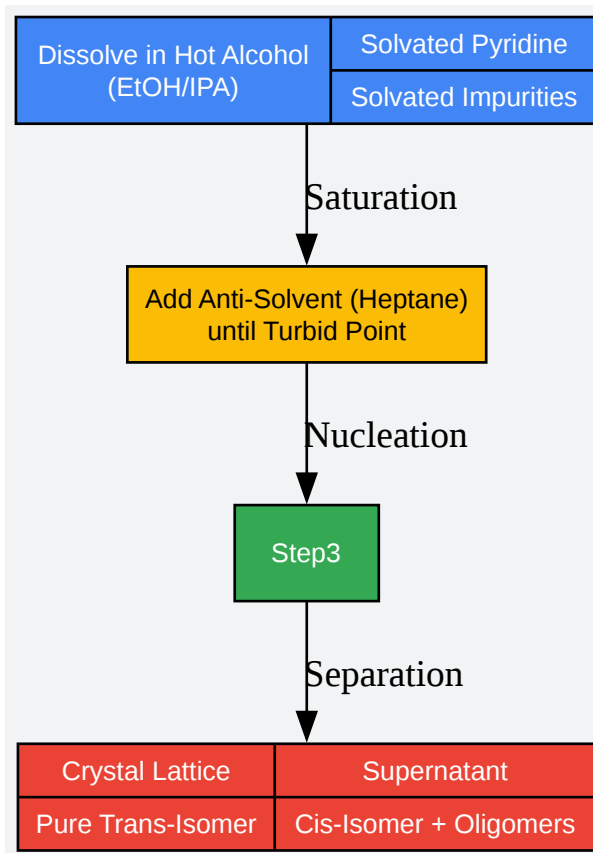 Dissolve in Hot Alcohol
(EtOH/IPA)
Solvated Pyridine
Solvated Impurities
Saturation
Add Anti-Solvent (Heptane)
until Turbid Point
Nucleation
Step3
Separation
Crystal Lattice
Supernatant
Pure Trans-Isomer
Cis-Isomer + Oligomers